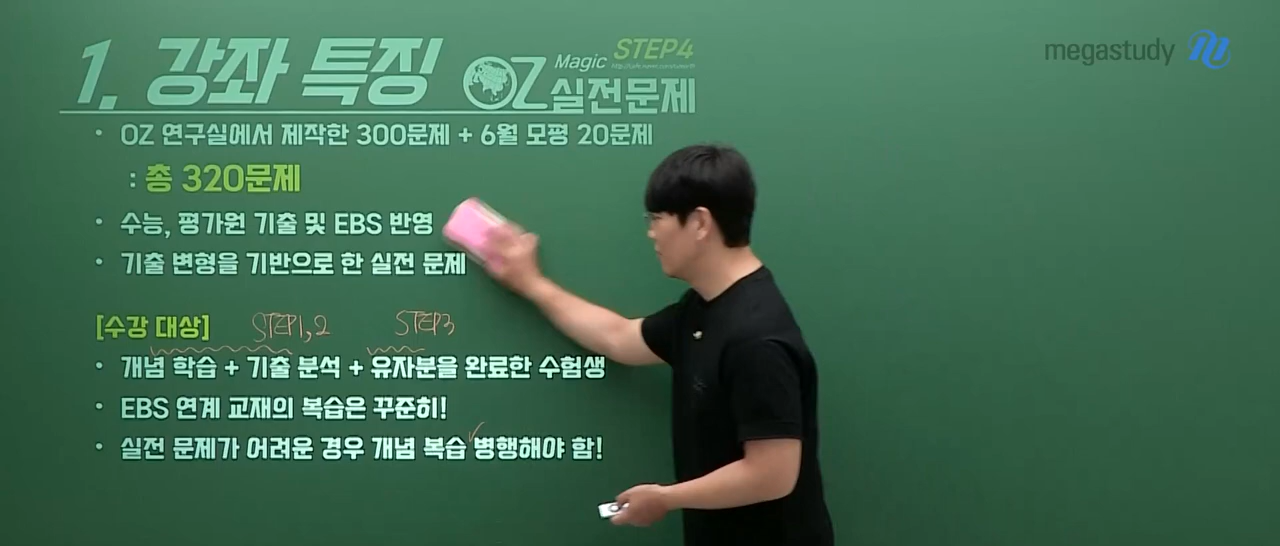 1. 강좌 특징 OZ Magic STEP4 실전문제
megastudy
• OZ 연구실에서 제작한 300문제 + 6월 모평 20문제
: 총 320문제
• 수능, 평가원 기출 및 EBS 반영
• 기출 변형을 기반으로 한 실전 문제
[수강 대상] STEP1,2 STEP3
• 개념 학습 + 기출 분석 + 유자분을 완료한 수험생
• EBS 연계 교재의 복습은 꾸준히!
• 실전 문제가 어려운 경우 개념 복습 병행해야 함!